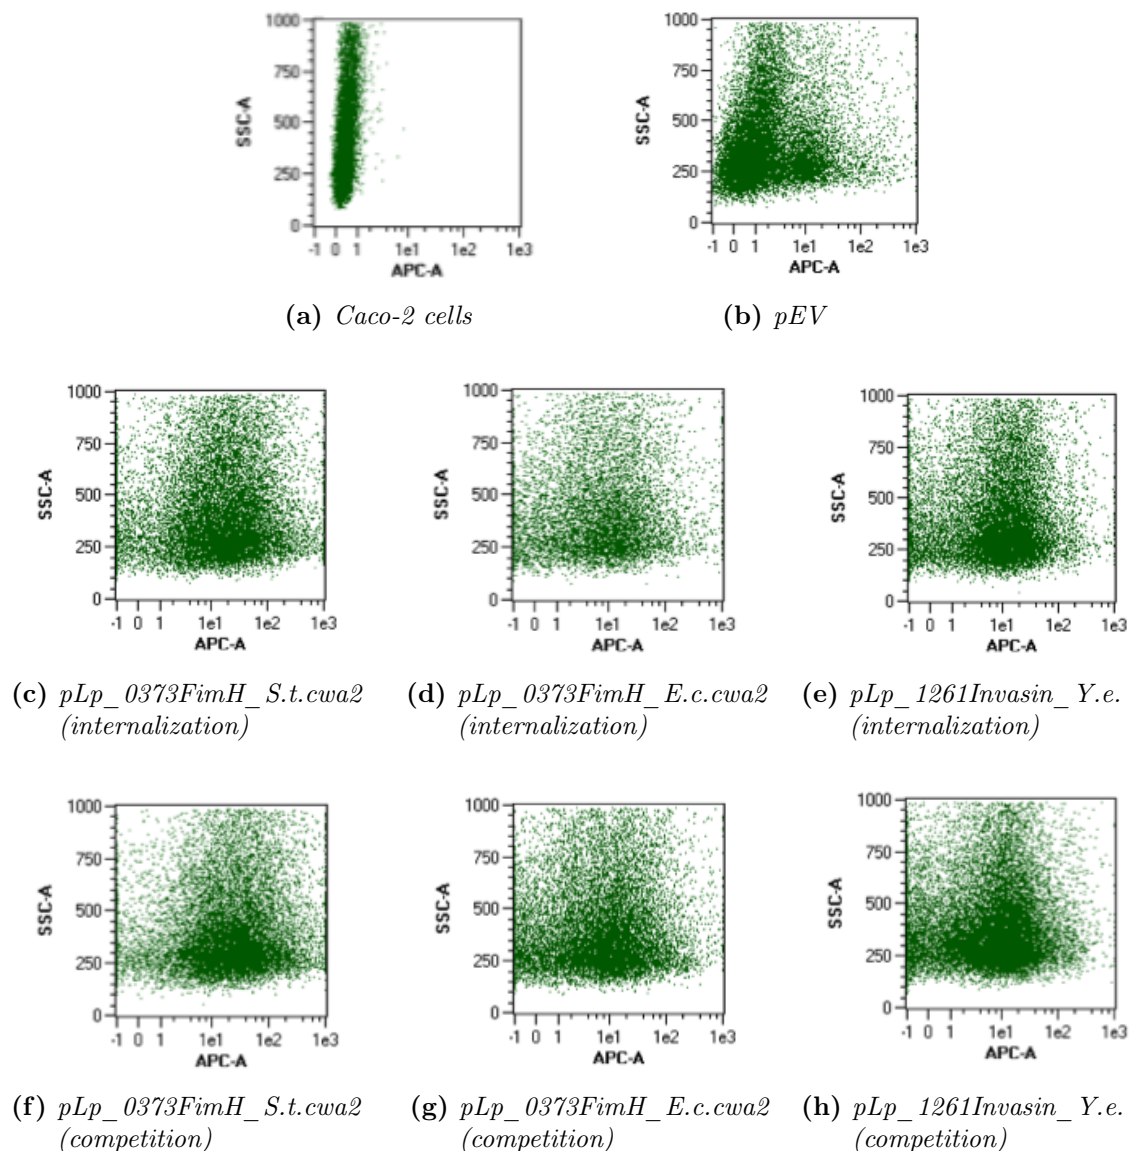 1000
750
500
250
0
SSC-A
-1 0 1 1e1 1e2 1e3
APC-A
(a) Caco-2 cells
1000
750
500
250
0
SSC-A
-1 0 1 1e1 1e2 1e3
APC-A
(b) pEV
1000
750
500
250
0
SSC-A
-1 0 1 1e1 1e2 1e3
APC-A
(c) pLp_0373FimH_S.t.cwa2
(internalization)
1000
750
500
250
0
SSC-A
-1 0 1 1e1 1e2 1e3
APC-A
(d) pLp_0373FimH_E.c.cwa2
(internalization)
1000
750
500
250
0
SSC-A
-1 0 1 1e1 1e2 1e3
APC-A
(e) pLp_1261Invasin_Y.e.
(internalization)
1000
750
500
250
0
SSC-A
-1 0 1 1e1 1e2 1e3
APC-A
(f) pLp_0373FimH_S.t.cwa2
(competition)
1000
750
500
250
0
SSC-A
-1 0 1 1e1 1e2 1e3
APC-A
(g) pLp_0373FimH_E.c.cwa2
(competition)
1000
750
500
250
0
SSC-A
-1 0 1 1e1 1e2 1e3
APC-A
(h) pLp_1261Invasin_Y.e.
(competition)